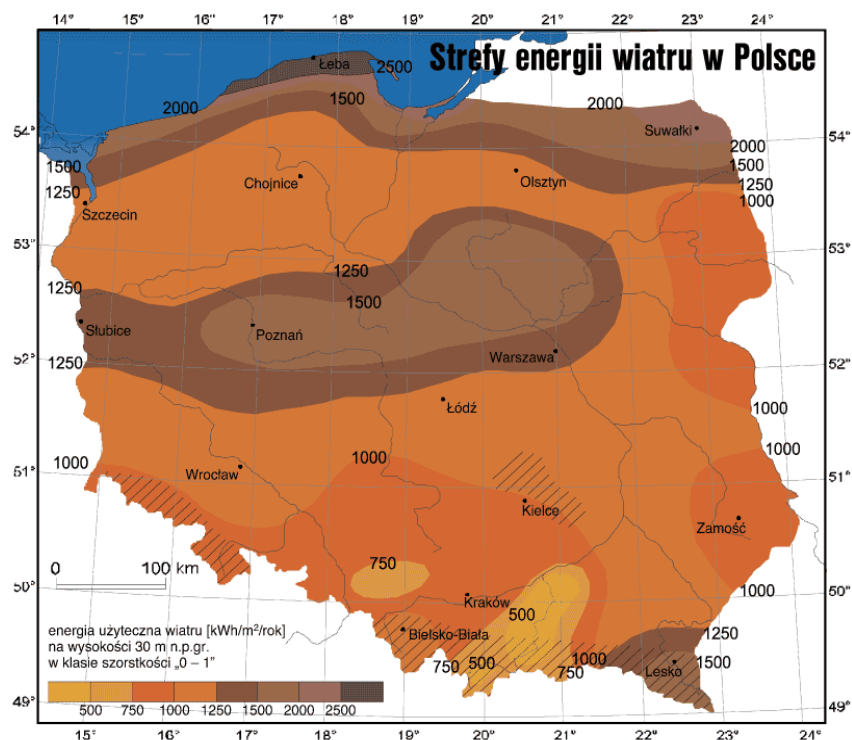 14° 15° 16° 17° 18° 19° 20° 21° 22° 23° 24°
Strefy energii wiatru w Polsce
Łeba
2500
2000
1500
2000
Suwałki
54°
54°
2000
1500
1500
1250
1250
1000
Chojnice
Olsztyn
Szczecin
53°
53°
1250
1250
1500
Słubice
Poznań
Warszawa
52°
52°
1250
Łódź
1000
1000
1000
1000
51°
51°
Wrocław
Kielce
Zamość
0 100 km
750
50°
50°
1000
Kraków
500
energia użyteczna wiatru [kWh/m²/rok]
na wysokości 30 m n.p.gr.
w klasie szorstkości „0 – 1”
Bielsko-Biała
1250
750
500
750
1000
1500
Lesko
49°
49°
500 750 1000 1250 1500 2000 2500
15° 16° 17° 18° 19° 20° 21° 22° 23° 24°